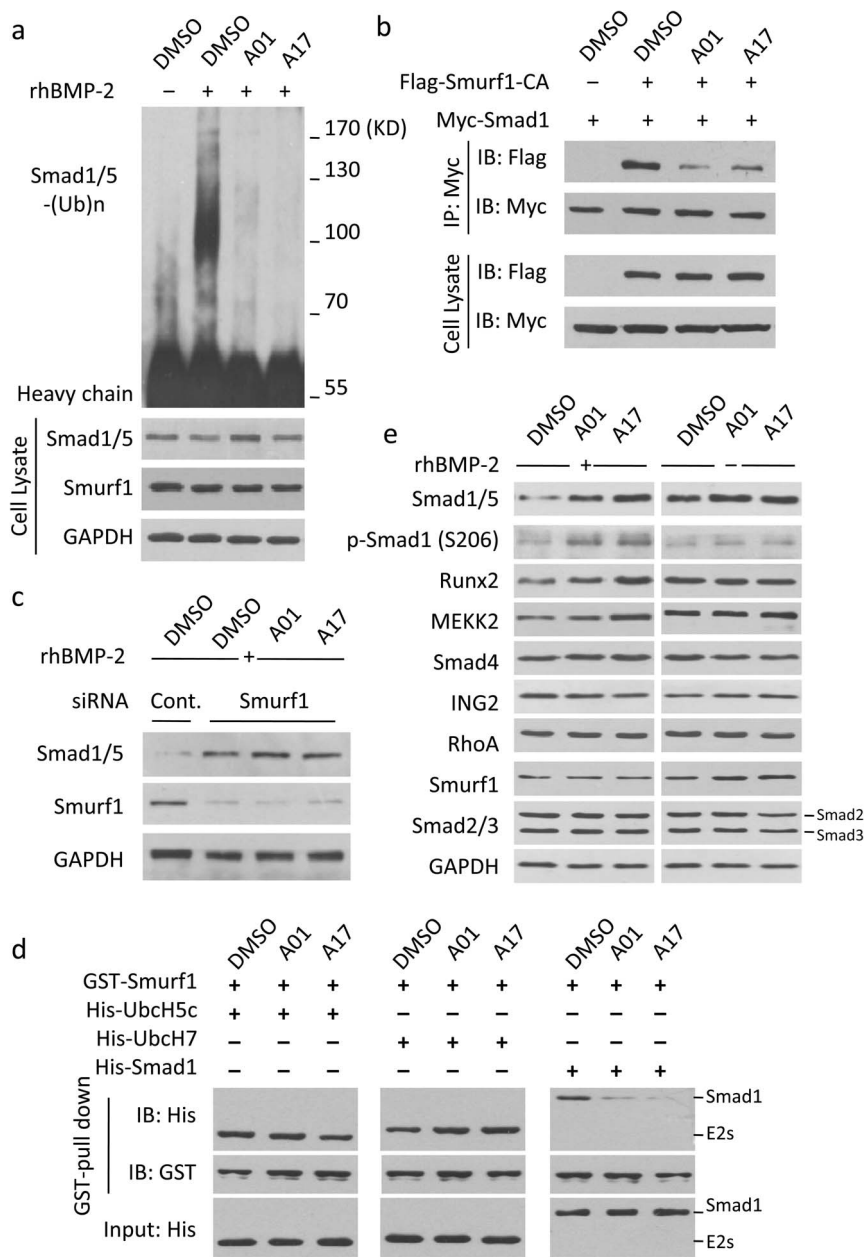 a
DMSO DMSO A01 A17
rhBMP-2 – + + +
170 (KD)
130
Smad1/5
-(Ub)n
100
70
Heavy chain
55
Cell Lysate
Smad1/5
Smurf1
GAPDH
b
DMSO DMSO A01 A17
Flag-Smurf1-CA – + + +
Myc-Smad1 + + + +
IP: Myc
IB: Flag
IB: Myc
Cell Lysate
IB: Flag
IB: Myc
c
DMSO DMSO A01 A17
rhBMP-2 +
siRNA Cont. Smurf1
Smad1/5
Smurf1
GAPDH
e
DMSO A01 A17 DMSO A01 A17
rhBMP-2 + –
Smad1/5
p-Smad1 (S206)
Runx2
MEKK2
Smad4
ING2
RhoA
Smurf1
Smad2/3
Smad2
Smad3
GAPDH
d
DMSO A01 A17 DMSO A01 A17 DMSO A01 A17
GST-Smurf1 + + + + + + + + +
His-UbcH5c + + + – – – – – –
His-UbcH7 – – – + + + – – –
His-Smad1 – – – – – – + + +
GST-pull down
IB: His
Smad1
E2s
IB: GST
Input: His
Smad1
E2s